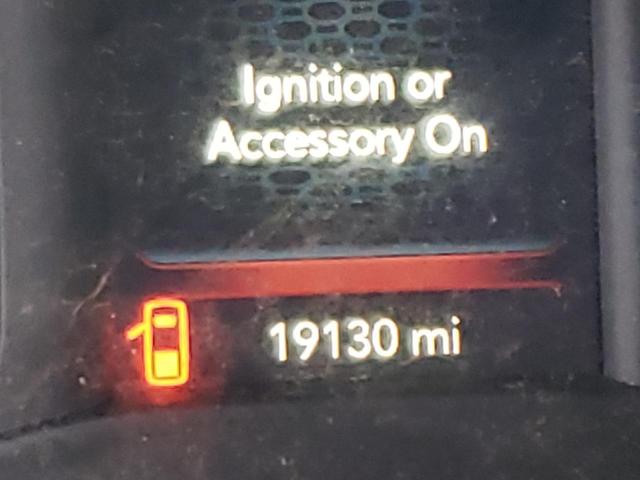 Ignition or
Accessory On
19130 mi